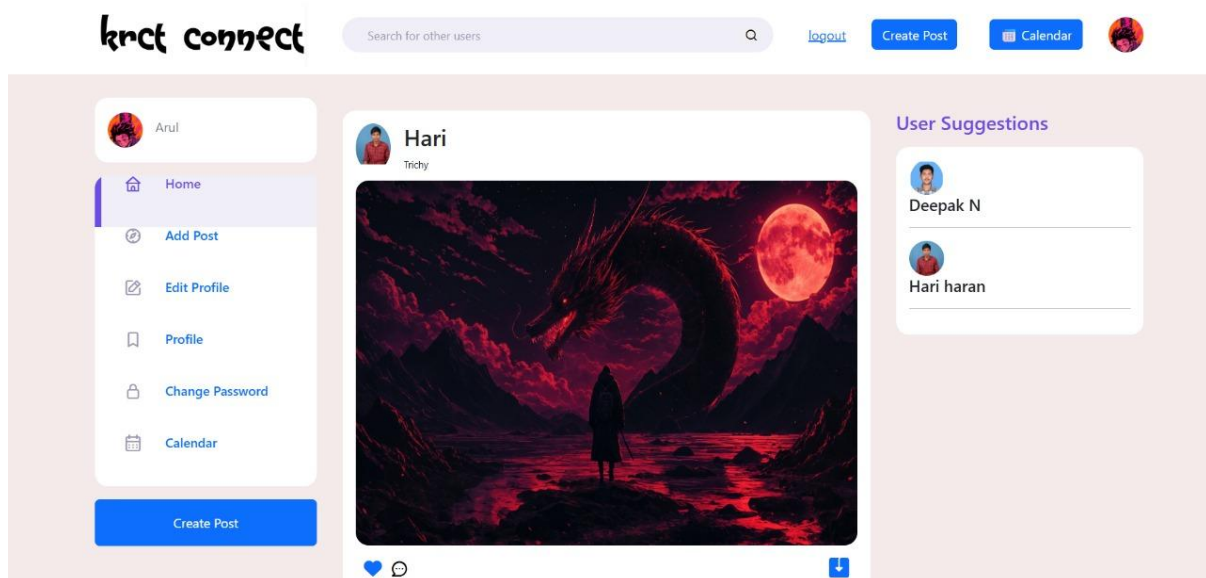 krct connect
Search for other users
logout
Create Post
Calendar
Arul
Home
Add Post
Edit Profile
Profile
Change Password
Calendar
Create Post
Hari
Trichy
User Suggestions
Deepak N
Hari haran